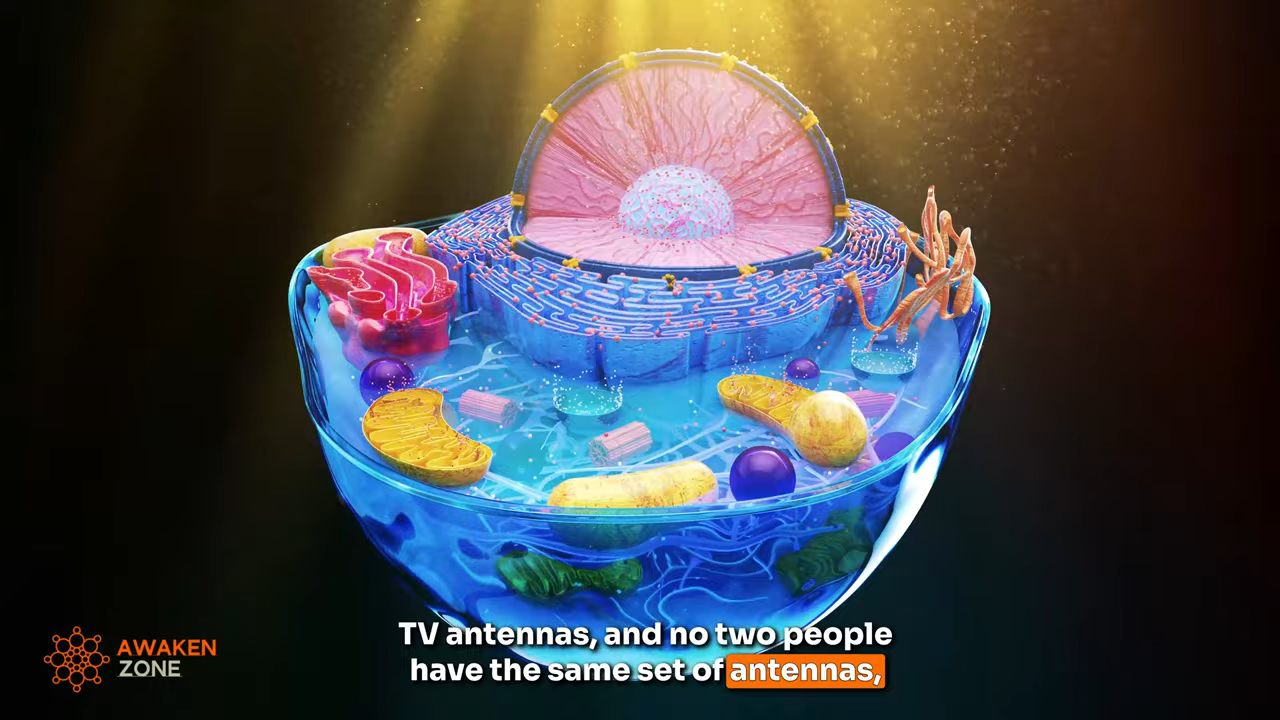 AWAKEN
ZONE
TV antennas, and no two people
have the same set of antennas,